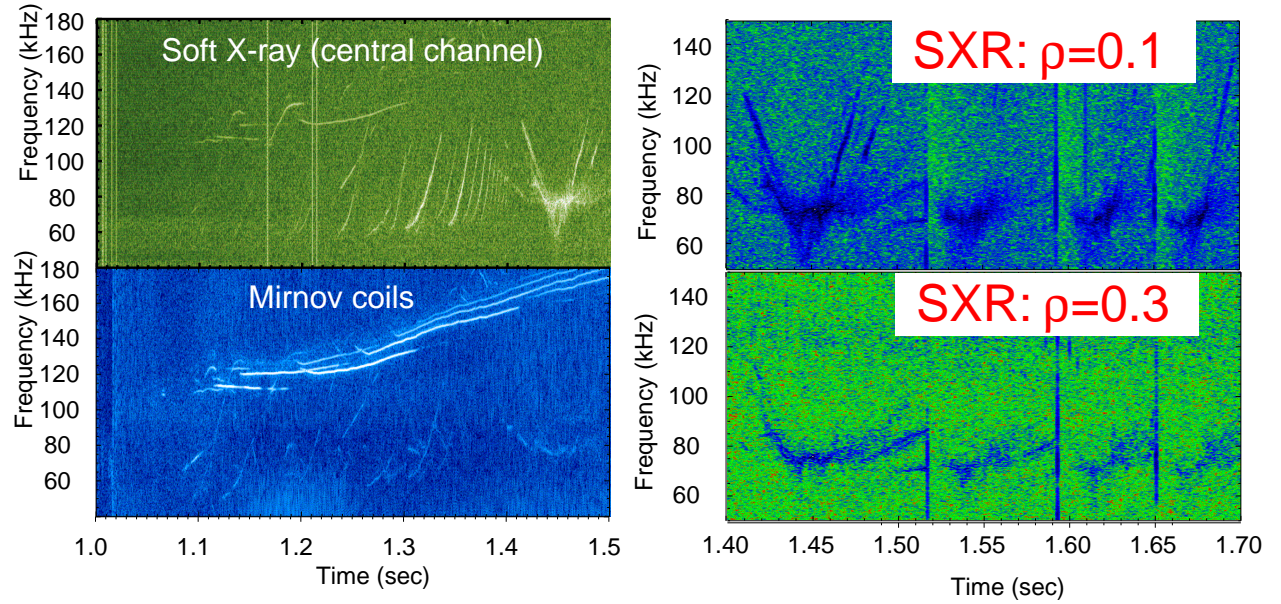 Soft X-ray (central channel)
Frequency (kHz)
180
160
140
120
100
80
60
Mirnov coils
Frequency (kHz)
180
160
140
120
100
80
60
1.0 1.1 1.2 1.3 1.4 1.5
Time (sec)
SXR: ρ=0.1
Frequency (kHz)
140
120
100
80
60
SXR: ρ=0.3
Frequency (kHz)
140
120
100
80
60
1.40 1.45 1.50 1.55 1.60 1.65 1.70
Time (sec)